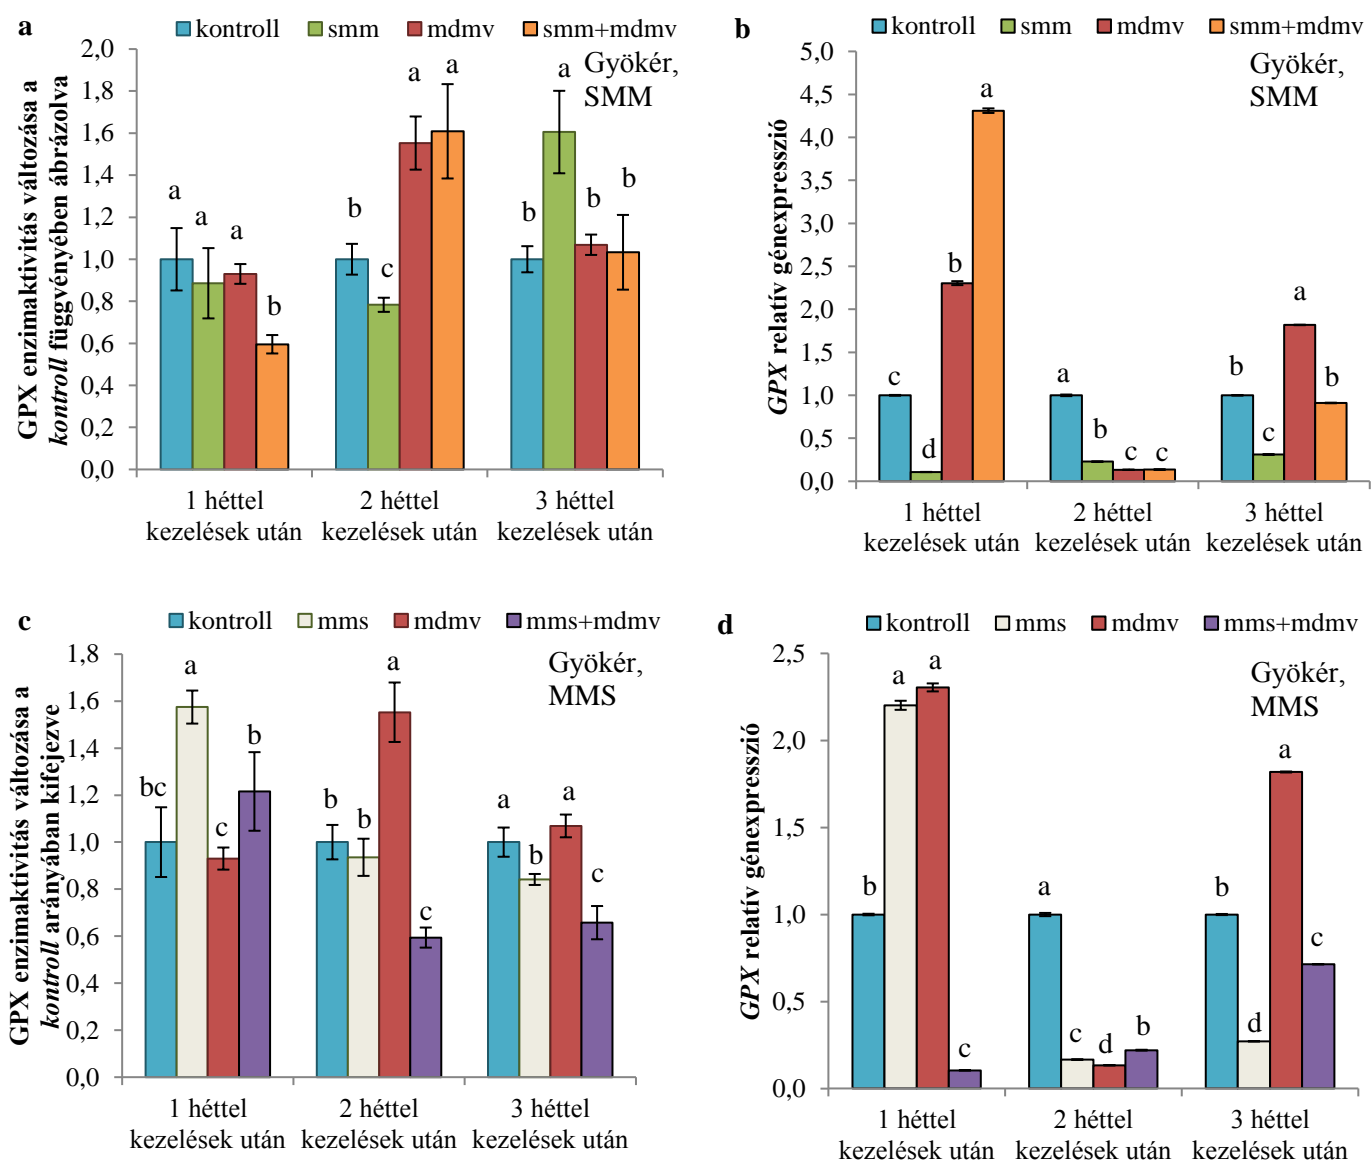 a
kontroll smm mdmv smm+mdmv
Gyökér,
SMM
GPX enzimaktivitás változása a
kontroll függvényében ábrázolva
2,0
1,8
1,6
1,4
1,2
1,0
0,8
0,6
0,4
0,2
0,0
a a a b
b c a a
b a b b
1 héttel
kezelések után
2 héttel
kezelések után
3 héttel
kezelések után
b
kontroll smm mdmv smm+mdmv
Gyökér,
SMM
GPX relatív génexpresszió
5,0
4,5
4,0
3,5
3,0
2,5
2,0
1,5
1,0
0,5
0,0
c d b a
a b c c
b c a b
1 héttel
kezelések után
2 héttel
kezelések után
3 héttel
kezelések után
c
kontroll mms mdmv mms+mdmv
Gyökér,
MMS
GPX enzimaktivitás változása a
kontroll arányában kifejezve
1,8
1,6
1,4
1,2
1,0
0,8
0,6
0,4
0,2
0,0
bc a c b
b b a c
a b a c
1 héttel
kezelések után
2 héttel
kezelések után
3 héttel
kezelések után
d
kontroll mms mdmv mms+mdmv
Gyökér,
MMS
GPX relatív génexpresszió
2,5
2,0
1,5
1,0
0,5
0,0
b a a c
a c d b
b d a c
1 héttel
kezelések után
2 héttel
kezelések után
3 héttel
kezelések után